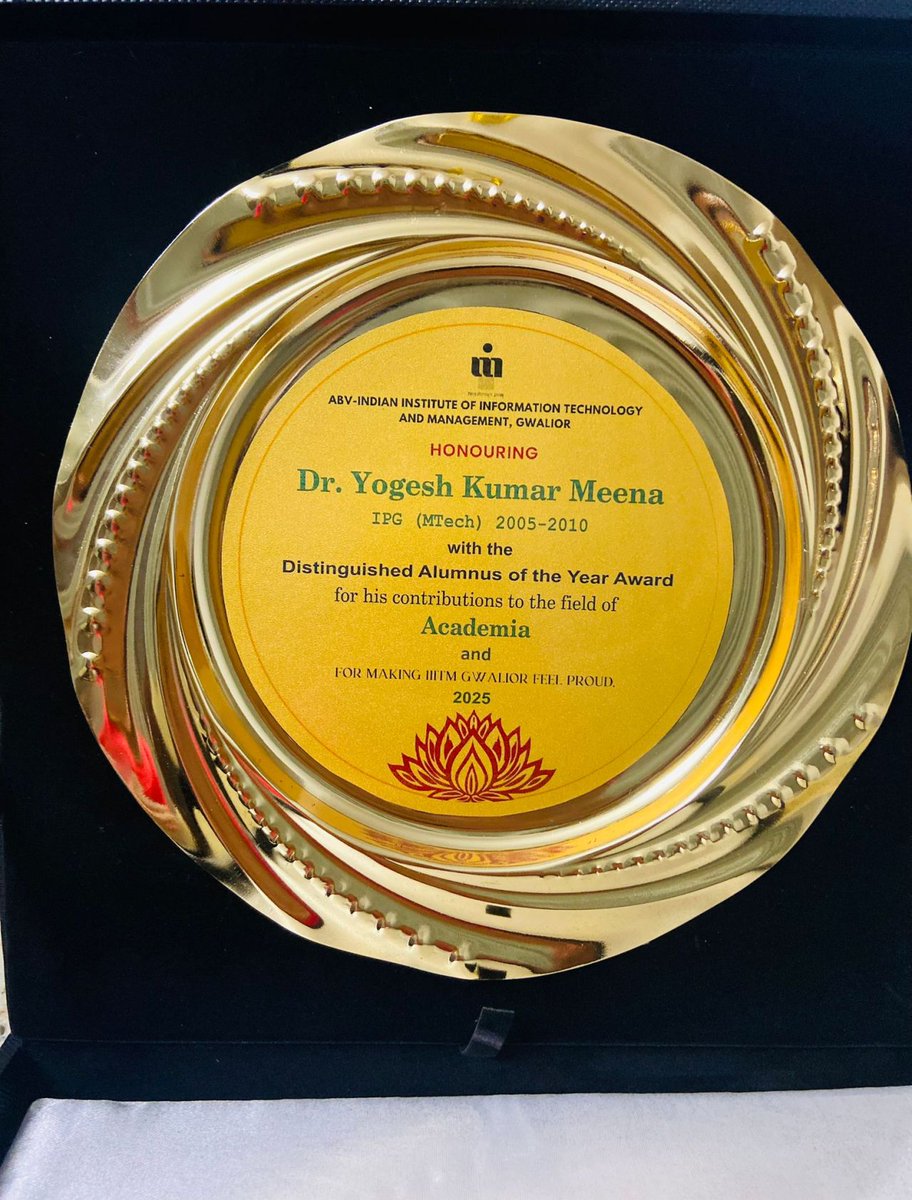 ABV-INDIAN INSTITUTE OF INFORMATION TECHNOLOGY
AND MANAGEMENT, GWALIOR
HONOURING
Dr. Yogesh Kumar Meena
IPG (MTech) 2005-2010
with the
Distinguished Alumnus of the Year Award
for his contributions to the field of
Academia
and
FOR MAKING IIITM GWALIOR FEEL PROUD.
2025